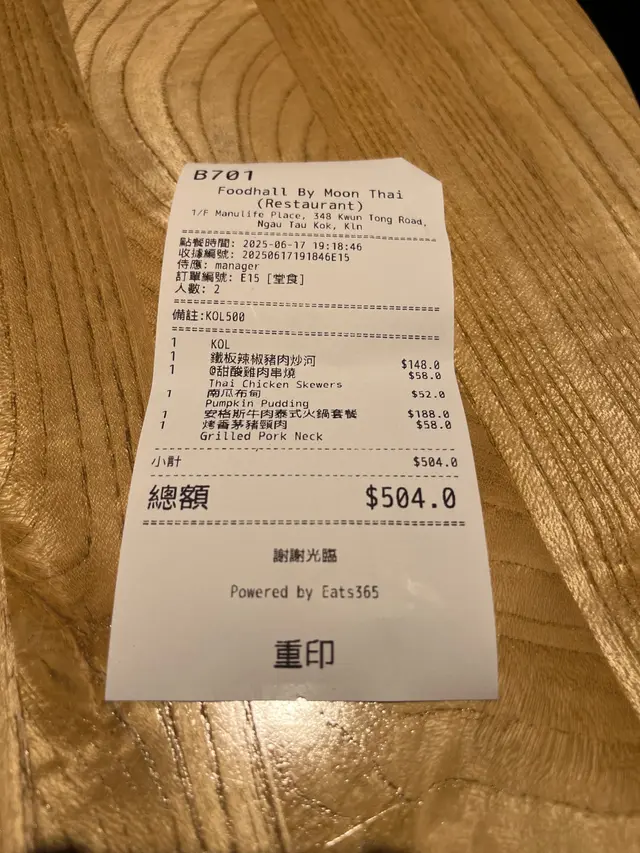 B701
Foodhall By Moon Thai
(Restaurant)
1/F Manulife Place, 348 Kwun Tong Road,
Ngau Tau Kok, Kln
點餐時間: 2025-06-17 19:18:46
收據編號: 20250617191846E15
侍應: manager
訂單編號: E15 [堂食]
人數: 2
備註:KOL500
1 KOL
1 鐵板辣椒豬肉炒河 $148.0
1 @甜酸雞肉串燒 $58.0
Thai Chicken Skewers
1 南瓜布甸 $52.0
Pumpkin Pudding
1 安格斯牛肉泰式火鍋套餐 $188.0
1 烤香茅豬頸肉 $58.0
Grilled Pork Neck
小計 $504.0
總額 $504.0
謝謝光臨
Powered by Eats365
重印